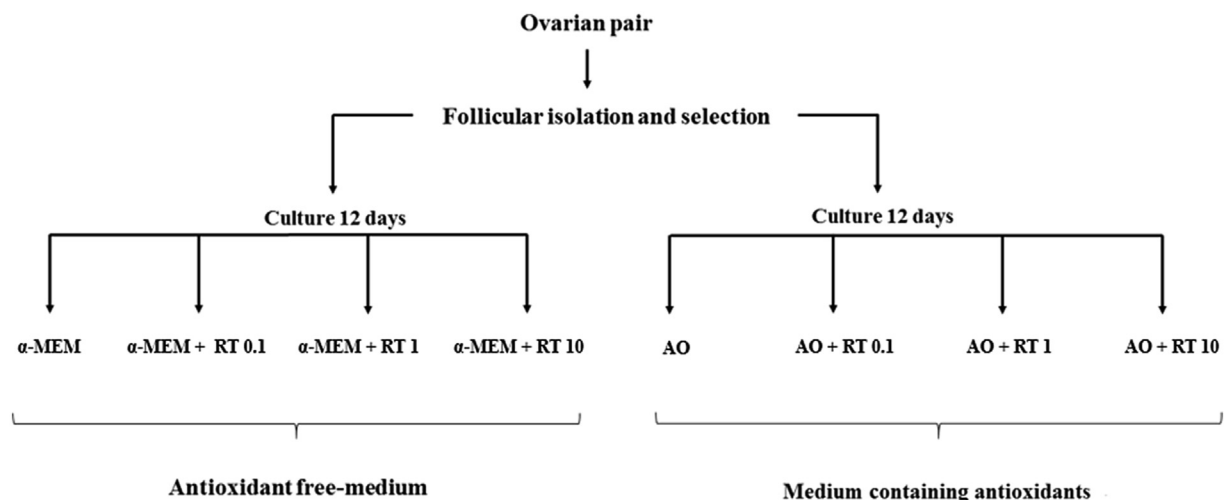 Ovarian pair
Follicular isolation and selection
Culture 12 days
Culture 12 days
α-MEM
α-MEM + RT 0.1
α-MEM + RT 1
α-MEM + RT 10
AO
AO + RT 0.1
AO + RT 1
AO + RT 10
Antioxidant free-medium
Medium containing antioxidants